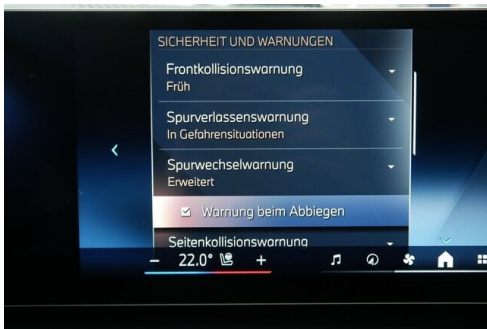 SICHERHEIT UND WARNUNGEN
Frontkollisionswarnung
Früh
Spurverlassenswarnung
In Gefahrensituationen
Spurwechselwarnung
Erweitert
Warnung beim Abbiegen
Seitenkollisionswarnung
− 22.0° +